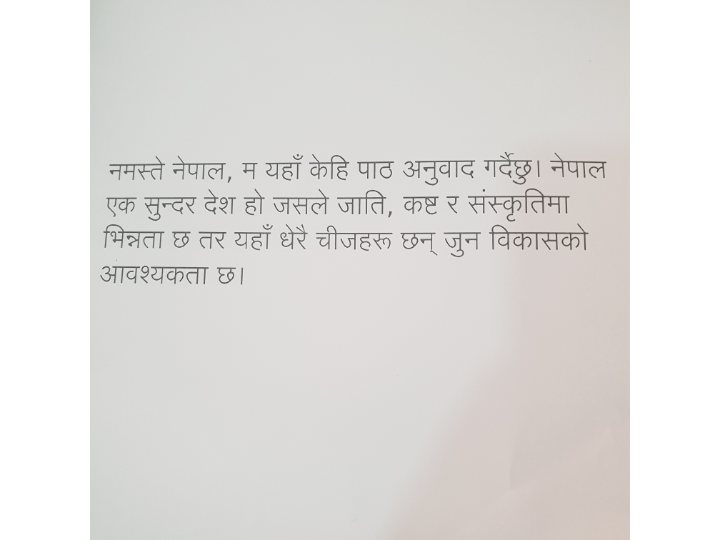 नमस्ते नेपाल, म यहाँ केहि पाठ अनुवाद गर्दैछु। नेपाल
एक सुन्दर देश हो जसले जाति, कष्ट र संस्कृतिमा
भिन्नता छ तर यहाँ धेरै चीजहरू छन् जुन विकासको
आवश्यकता छ।